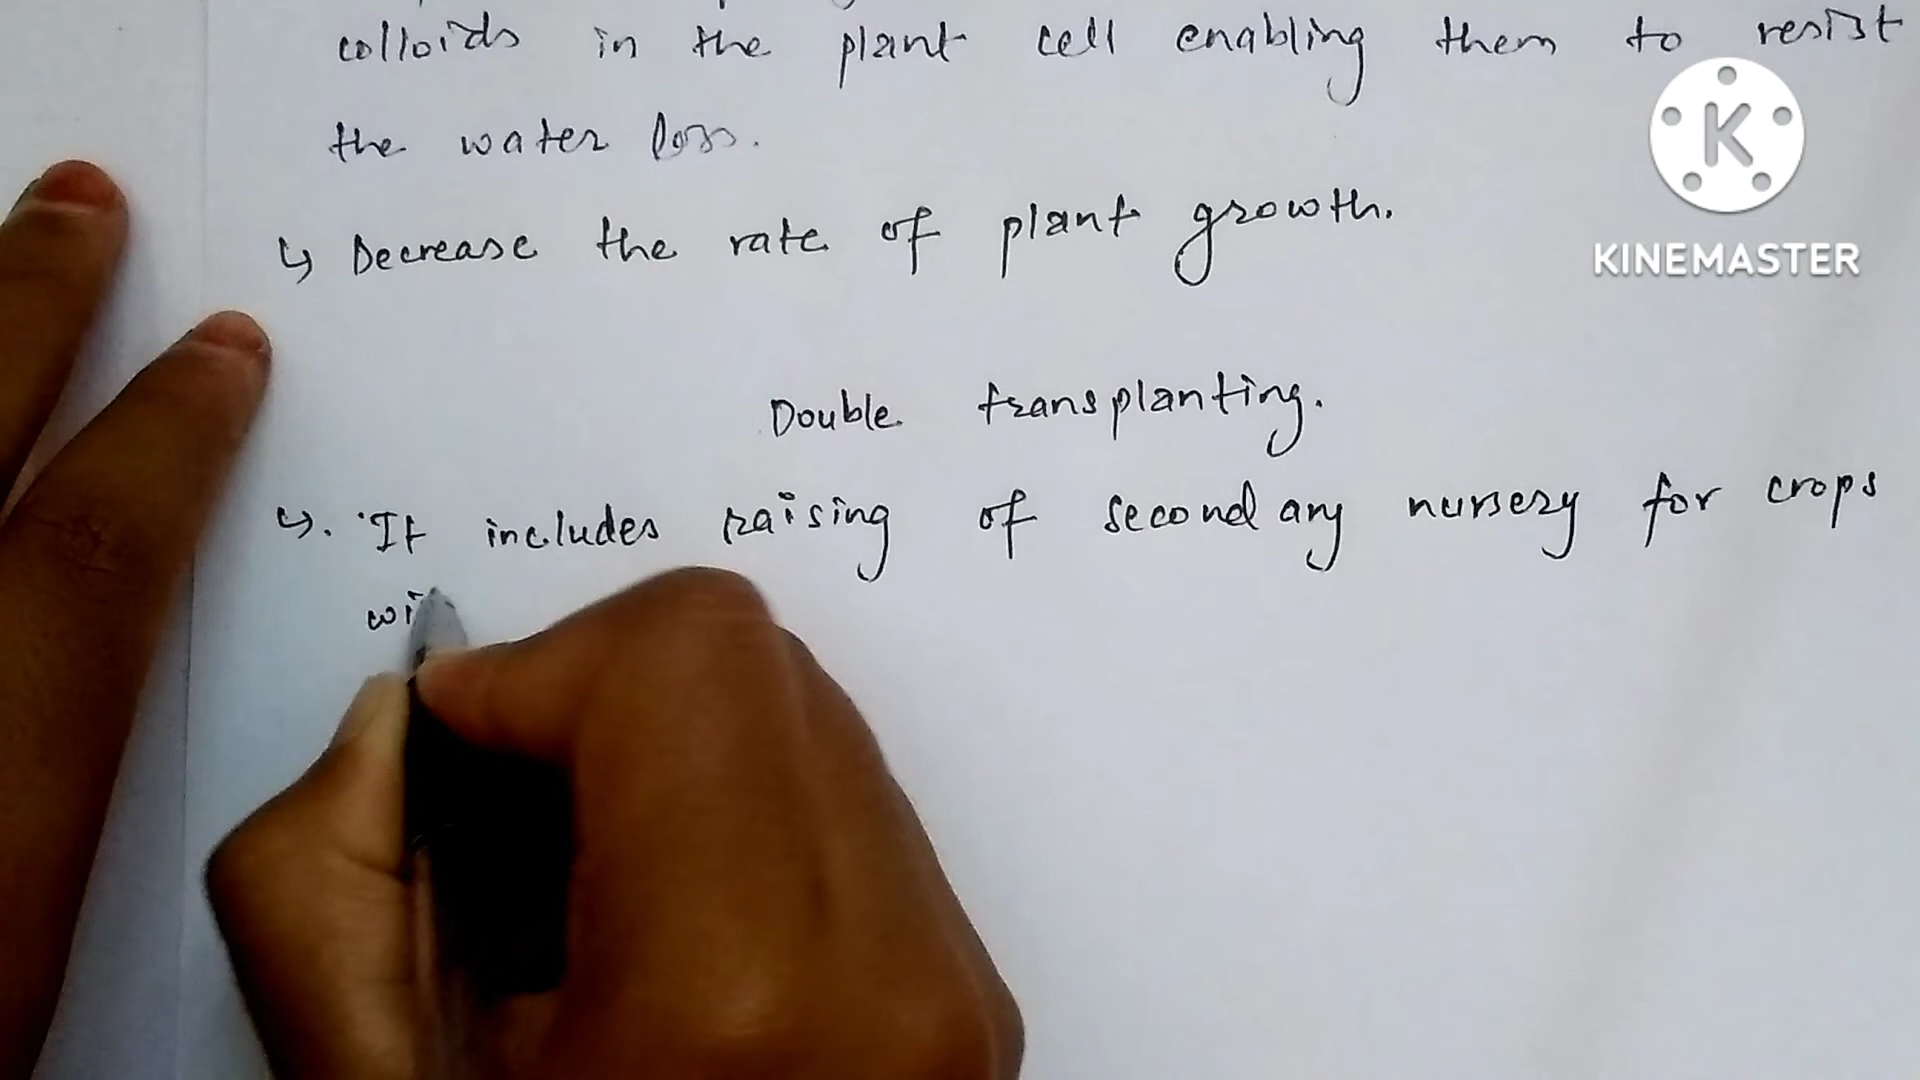 colloids in the plant cell enabling them to resist
the water loss.
↳ Decrease the rate of plant growth.
K
KINEMASTER
Double transplanting.
↳. It includes raising of secondary nursery for crops
wi